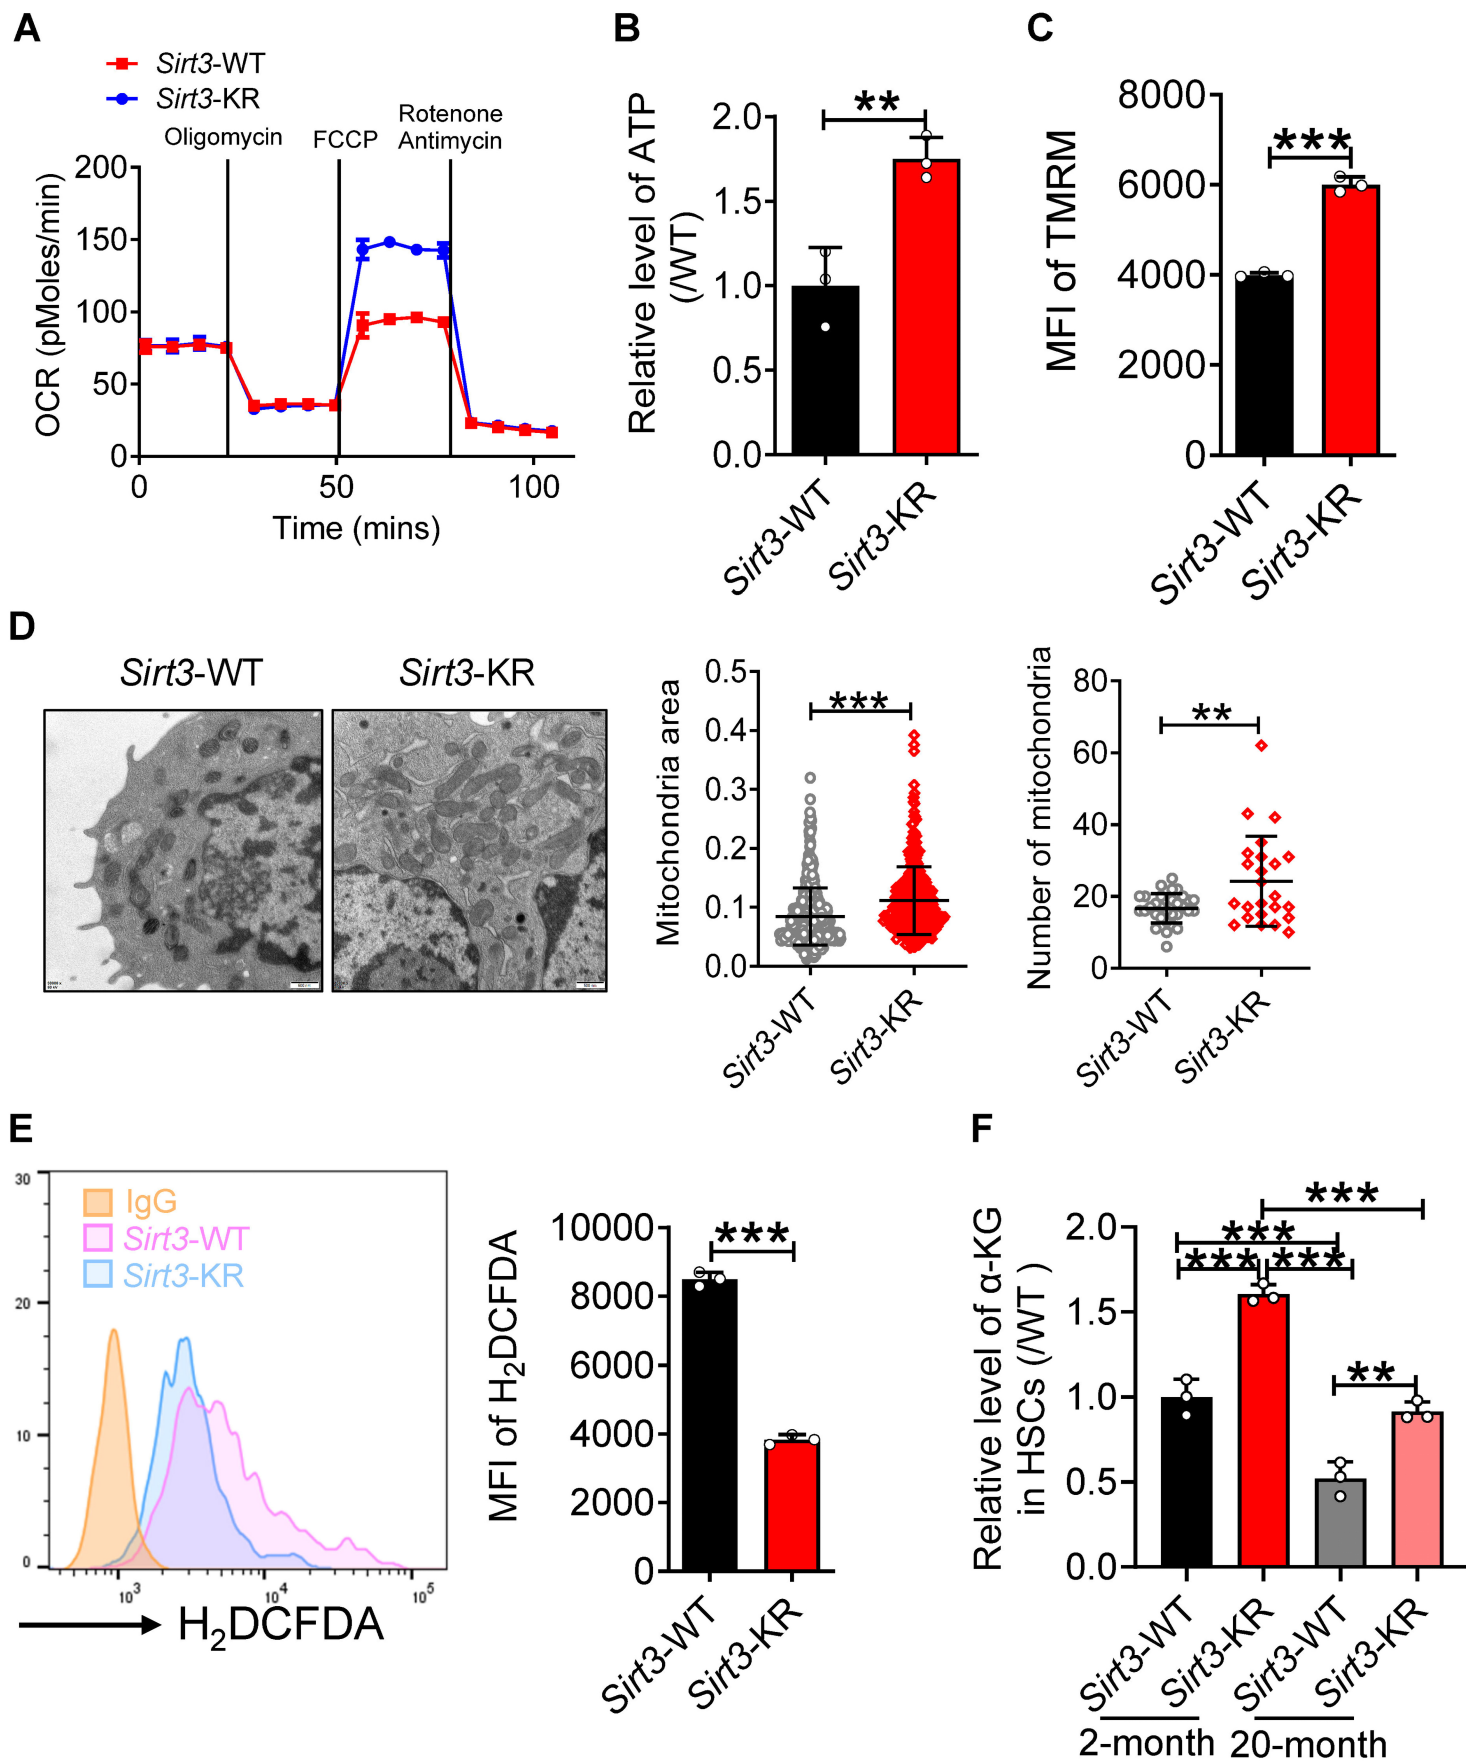 A
Sirt3-WT
Sirt3-KR
Oligomycin
FCCP
Rotenone
Antimycin
OCR (pMoles/min)
200
150
100
50
0
0
50
100
Time (mins)
B
**
Relative level of ATP
(/WT)
2.0
1.5
1.0
0.5
0.0
Sirt3-WT
Sirt3-KR
C
***
MFI of TMRM
8000
6000
4000
2000
0
Sirt3-WT
Sirt3-KR
D
Sirt3-WT
Sirt3-KR
***
Mitochondria area
0.5
0.4
0.3
0.2
0.1
0.0
Sirt3-WT
Sirt3-KR
**
Number of mitochondria
80
60
40
20
0
Sirt3-WT
Sirt3-KR
E
IgG
Sirt3-WT
Sirt3-KR
30
20
10
0
10³
10⁴
10⁵
H₂DCFDA
***
MFI of H₂DCFDA
10000
8000
6000
4000
2000
0
Sirt3-WT
Sirt3-KR
F
***
***
*** ***
**
Relative level of α-KG
in HSCs (/WT )
2.0
1.5
1.0
0.5
0.0
Sirt3-WT
Sirt3-KR
Sirt3-WT
Sirt3-KR
2-month
20-month